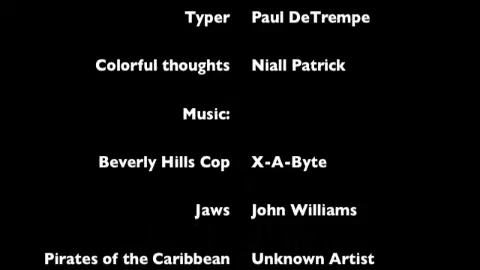 Typer Paul DeTrempe
Colorful thoughts Niall Patrick
Music:
Beverly Hills Cop X-A-Byte
Jaws John Williams
Pirates of the Caribbean Unknown Artist